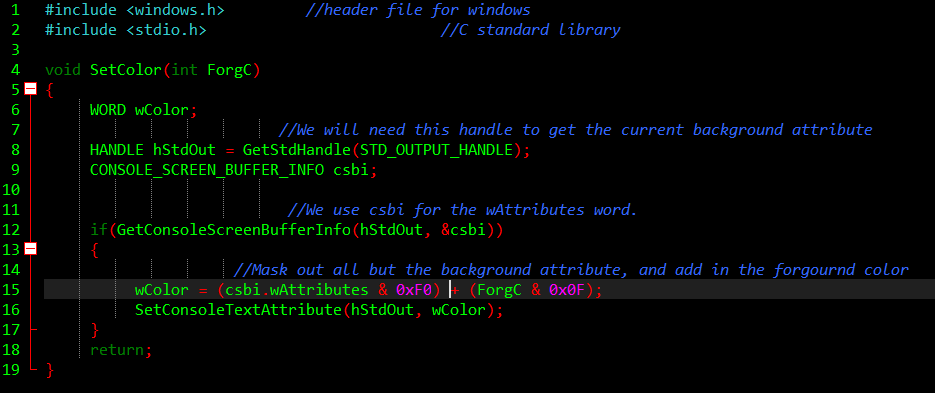 1 #include <windows.h> //header file for windows
2 #include <stdio.h> //C standard library
3
4 void SetColor(int ForgC)
5 {
6 WORD wColor;
7 //We will need this handle to get the current background attribute
8 HANDLE hStdOut = GetStdHandle(STD_OUTPUT_HANDLE);
9 CONSOLE_SCREEN_BUFFER_INFO csbi;
10
11 //We use csbi for the wAttributes word.
12 if(GetConsoleScreenBufferInfo(hStdOut, &csbi))
13 {
14 //Mask out all but the background attribute, and add in the forgournd color
15 wColor = (csbi.wAttributes & 0xF0) + (ForgC & 0x0F);
16 SetConsoleTextAttribute(hStdOut, wColor);
17 }
18 return;
19 }